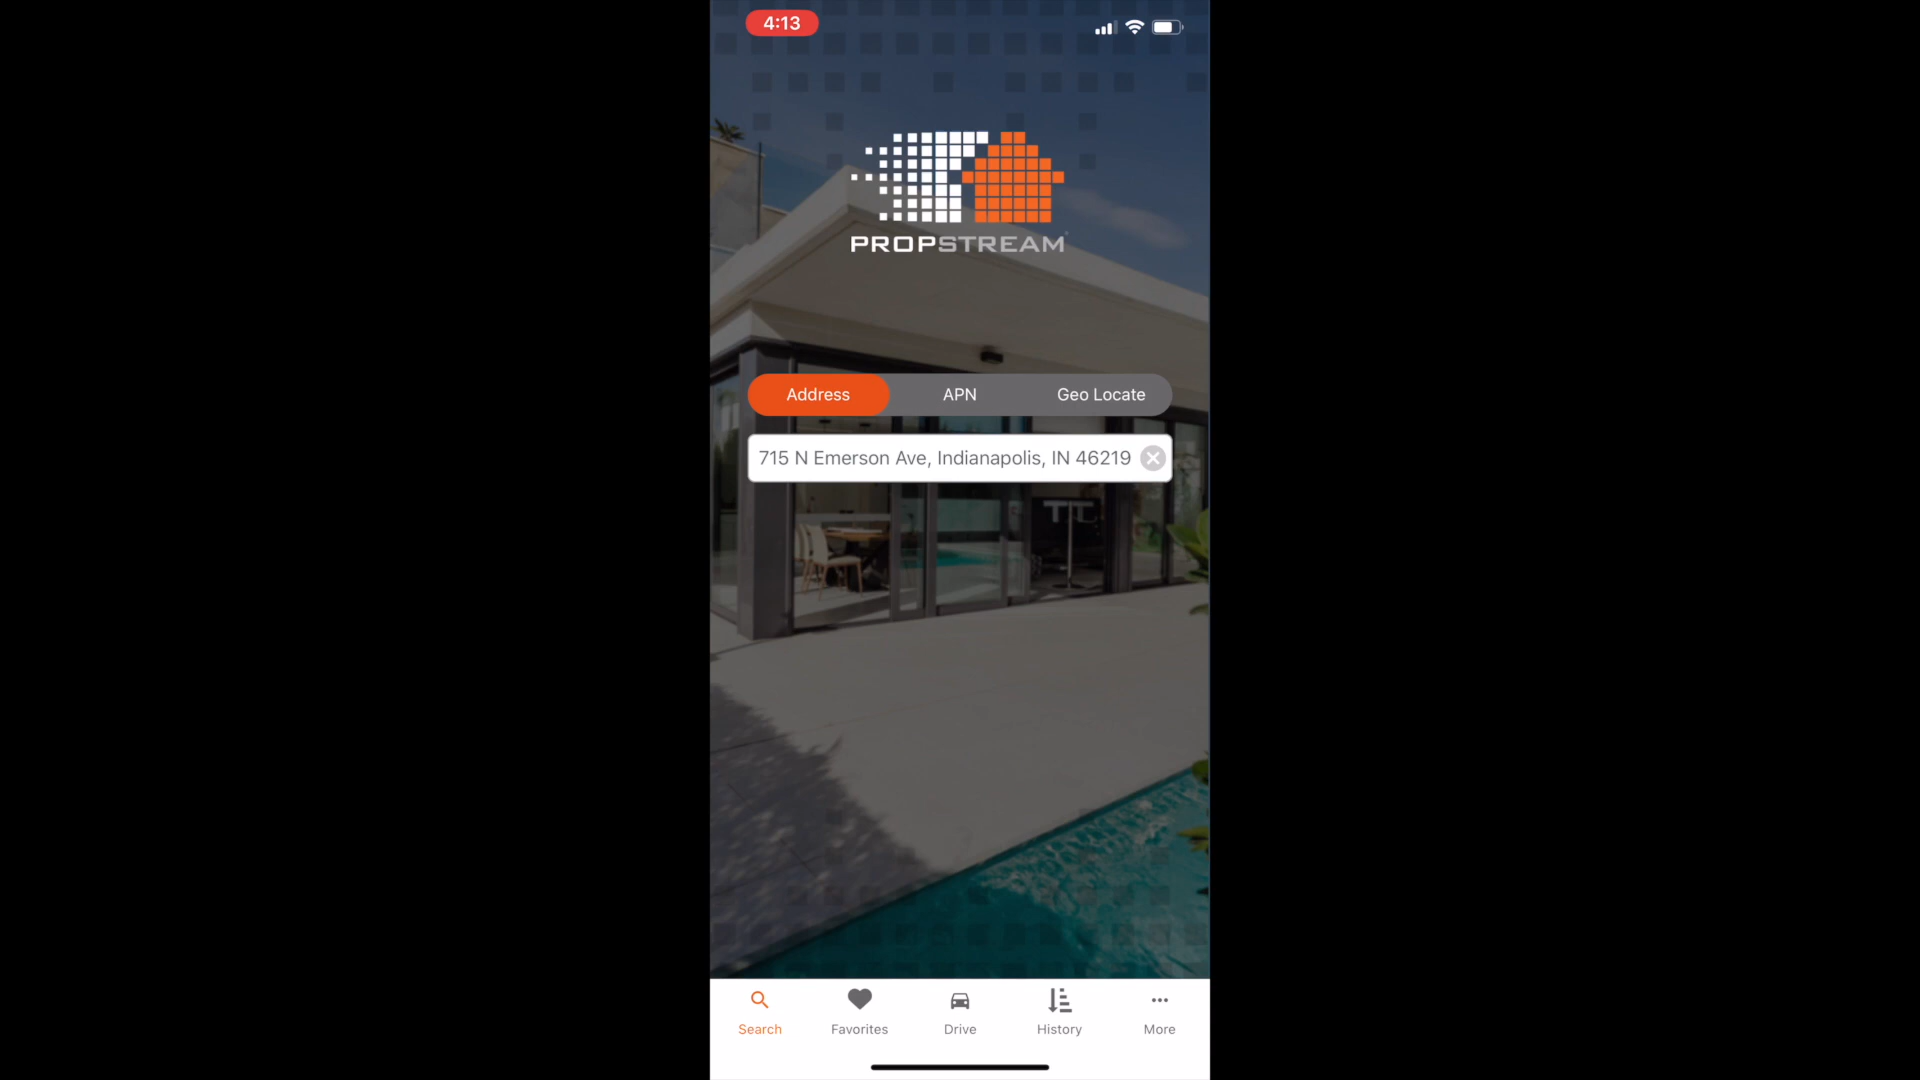 4:13
PROPSTREAM
Address
APN
Geo Locate
715 N Emerson Ave, Indianapolis, IN 46219
Search
Favorites
Drive
History
More